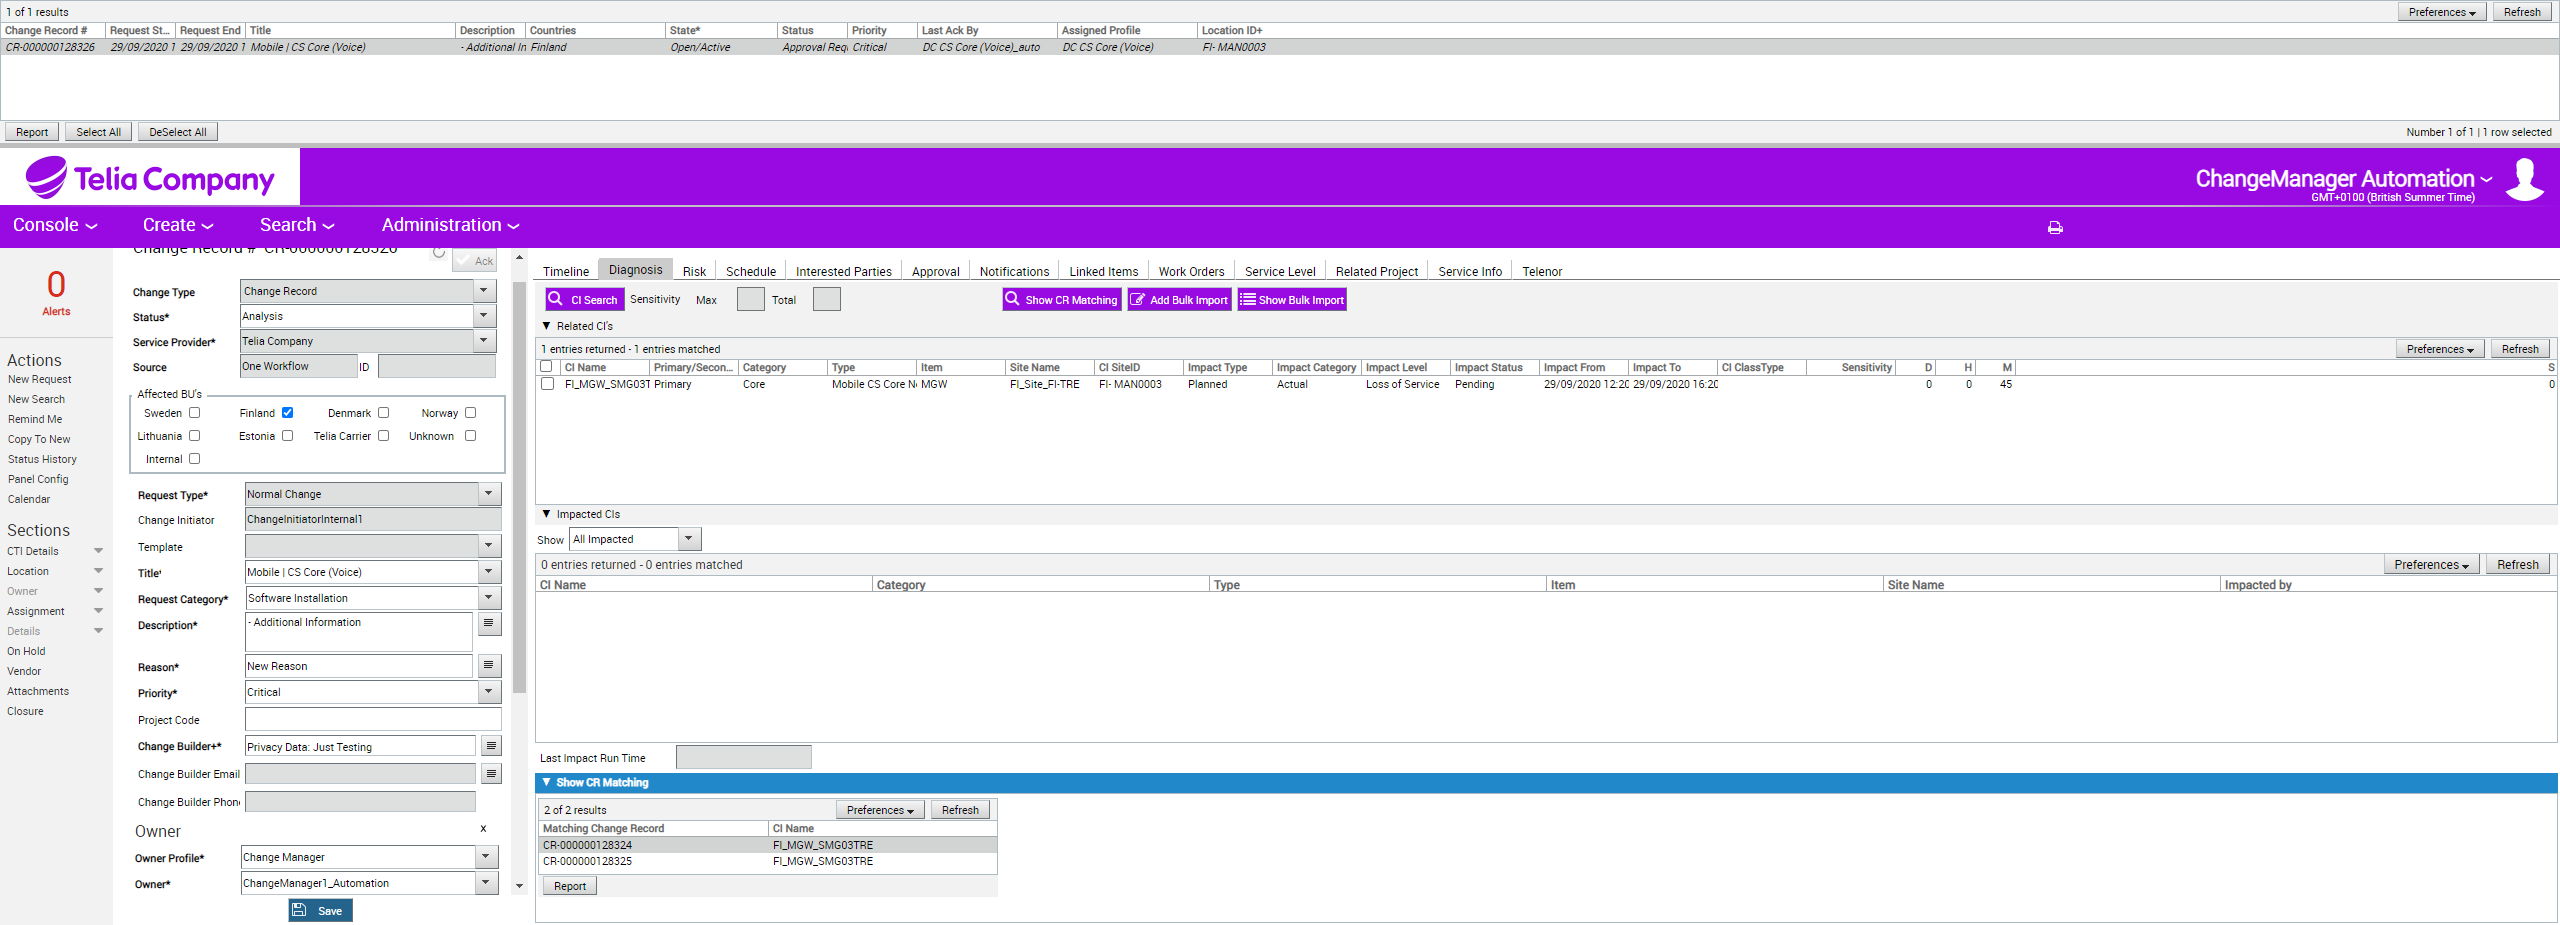 1 of 1 results
Preferences Refresh
Change Record # Request St... Request End Title Description Countries State* Status Priority Last Ack By Assigned Profile Location ID+
CR-000000128326 29/09/2020 1 29/09/2020 1 Mobile | CS Core (Voice) - Additional In Finland Open/Active Approval Req Critical DC CS Core (Voice)_auto DC CS Core (Voice) FI- MAN0003
Report Select All DeSelect All Number 1 of 1 | 1 row selected
Telia Company
ChangeManager Automation
GMT+0100 (British Summer Time)
Console Create Search Administration
Change Record # CR-000000128326
Ack
0
Alerts
Actions
New Request
New Search
Remind Me
Copy To New
Status History
Panel Config
Calendar
Sections
CTI Details
Location
Owner
Assignment
Details
On Hold
Vendor
Attachments
Closure
Change Type Change Record
Status* Analysis
Service Provider* Telia Company
Source One Workflow ID
Affected BU's
Sweden Finland Denmark Norway
Lithuania Estonia Telia Carrier Unknown
Internal
Request Type* Normal Change
Change Initiator ChangeInitiatorInternal1
Template
Title* Mobile | CS Core (Voice)
Request Category* Software Installation
Description* - Additional Information
Reason* New Reason
Priority* Critical
Project Code
Change Builder+* Privacy Data: Just Testing
Change Builder Email
Change Builder Phone
Owner x
Owner Profile* Change Manager
Owner* ChangeManager1_Automation
Save
Timeline Diagnosis Risk Schedule Interested Parties Approval Notifications Linked Items Work Orders Service Level Related Project Service Info Telenor
CI Search Sensitivity Max Total Show CR Matching Add Bulk Import Show Bulk Import
Related CI's
1 entries returned - 1 entries matched
Preferences Refresh
CI Name Primary/Secon... Category Type Item Site Name CI SiteID Impact Type Impact Category Impact Level Impact Status Impact From Impact To CI ClassType Sensitivity D H M S
FI_MGW_SMG03T Primary Core Mobile CS Core Ne MGW FI_Site_FI-TRE FI- MAN0003 Planned Actual Loss of Service Pending 29/09/2020 12:20 29/09/2020 16:20 0 0 45 0
Impacted CIs
Show All Impacted
0 entries returned - 0 entries matched
Preferences Refresh
CI Name Category Type Item Site Name Impacted by
Last Impact Run Time
Show CR Matching
2 of 2 results Preferences Refresh
Matching Change Record CI Name
CR-000000128324 FI_MGW_SMG03TRE
CR-000000128325 FI_MGW_SMG03TRE
Report